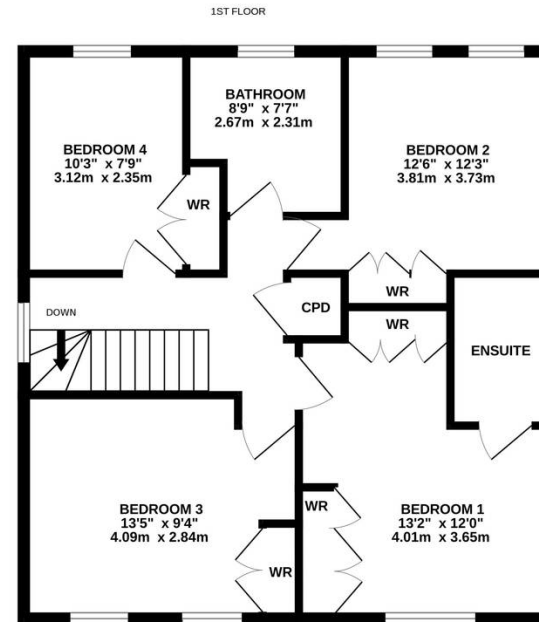 1ST FLOOR
BATHROOM
8'9" x 7'7"
2.67m x 2.31m
BEDROOM 4
10'3" x 7'9"
3.12m x 2.35m
BEDROOM 2
12'6" x 12'3"
3.81m x 3.73m
WR
WR
CPD
DOWN
WR
ENSUITE
BEDROOM 3
13'5" x 9'4"
4.09m x 2.84m
WR
BEDROOM 1
13'2" x 12'0"
4.01m x 3.65m
WR